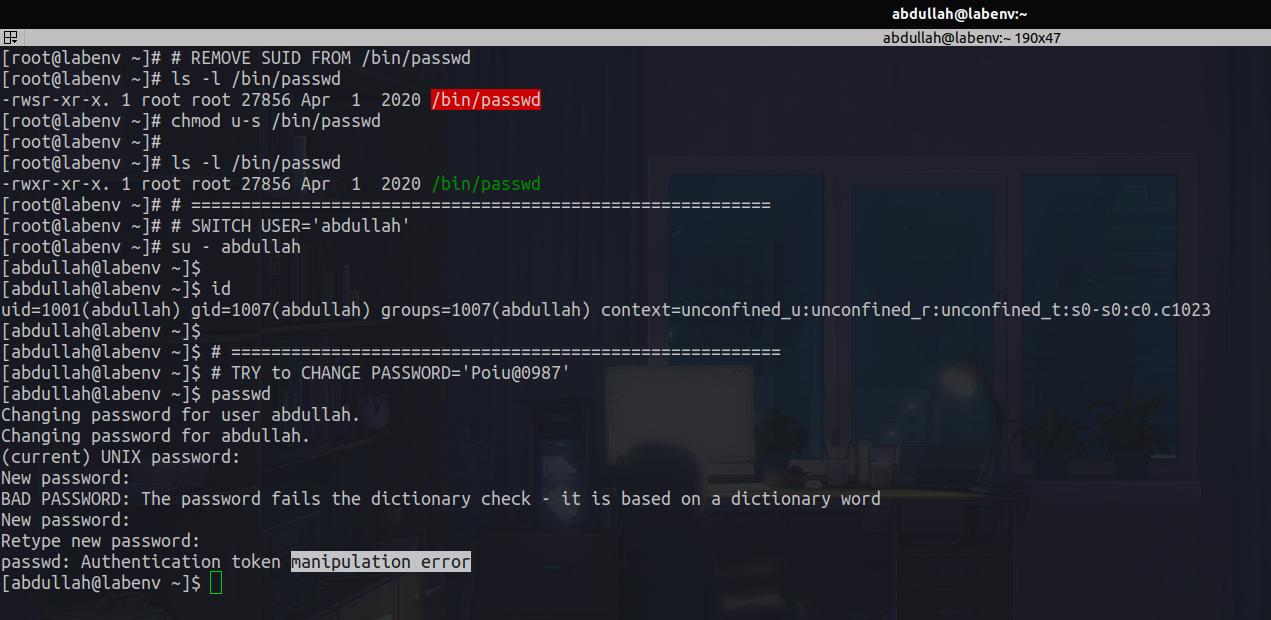 abdullah@labenv:~
abdullah@labenv:~ 190x47
[root@labenv ~]# # REMOVE SUID FROM /bin/passwd
[root@labenv ~]# ls -l /bin/passwd
-rwsr-xr-x. 1 root root 27856 Apr  1  2020 /bin/passwd
[root@labenv ~]# chmod u-s /bin/passwd
[root@labenv ~]#
[root@labenv ~]# ls -l /bin/passwd
-rwxr-xr-x. 1 root root 27856 Apr  1  2020 /bin/passwd
[root@labenv ~]# # ==========================================================
[root@labenv ~]# # SWITCH USER='abdullah'
[root@labenv ~]# su - abdullah
[abdullah@labenv ~]$
[abdullah@labenv ~]$ id
uid=1001(abdullah) gid=1007(abdullah) groups=1007(abdullah) context=unconfined_u:unconfined_r:unconfined_t:s0-s0:c0.c1023
[abdullah@labenv ~]$
[abdullah@labenv ~]$ # =======================================================
[abdullah@labenv ~]$ # TRY to CHANGE PASSWORD='Poiu@0987'
[abdullah@labenv ~]$ passwd
Changing password for user abdullah.
Changing password for abdullah.
(current) UNIX password:
New password:
BAD PASSWORD: The password fails the dictionary check - it is based on a dictionary word
New password:
Retype new password:
passwd: Authentication token manipulation error
[abdullah@labenv ~]$